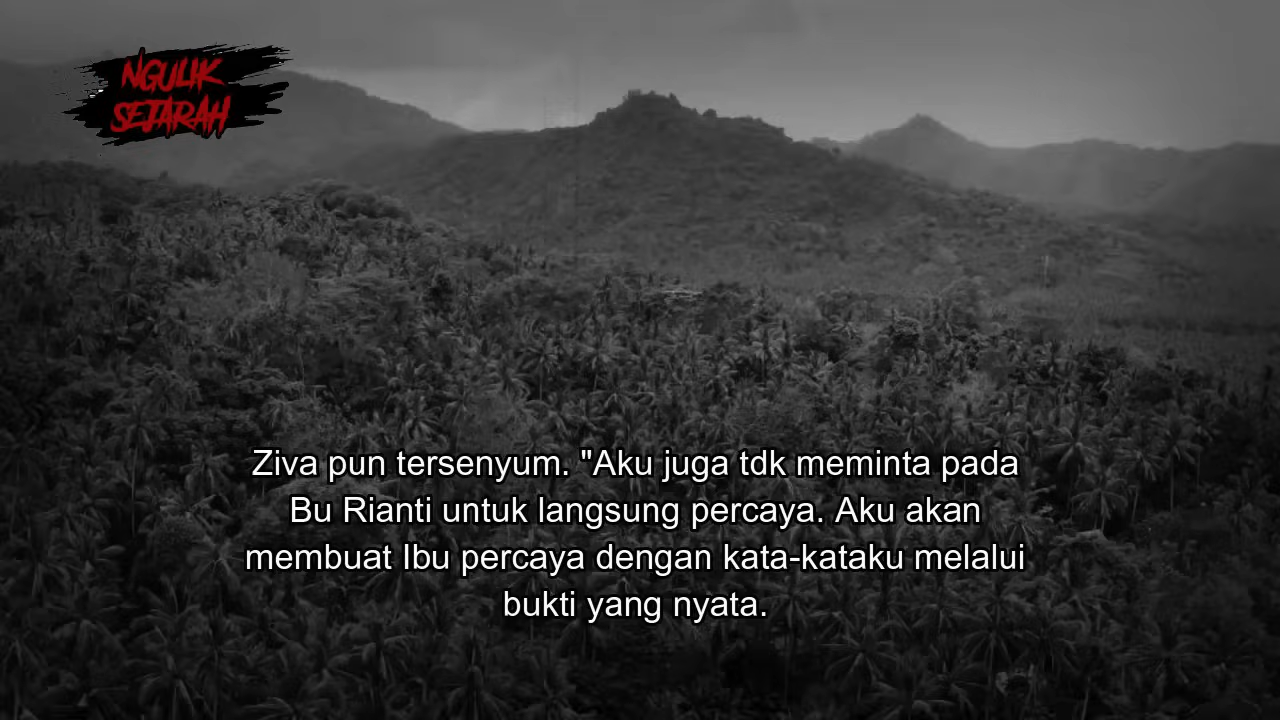 NGULIK
SEJARAH
Ziva pun tersenyum. "Aku juga tdk meminta pada
Bu Rianti untuk langsung percaya. Aku akan
membuat Ibu percaya dengan kata-kataku melalui
bukti yang nyata.